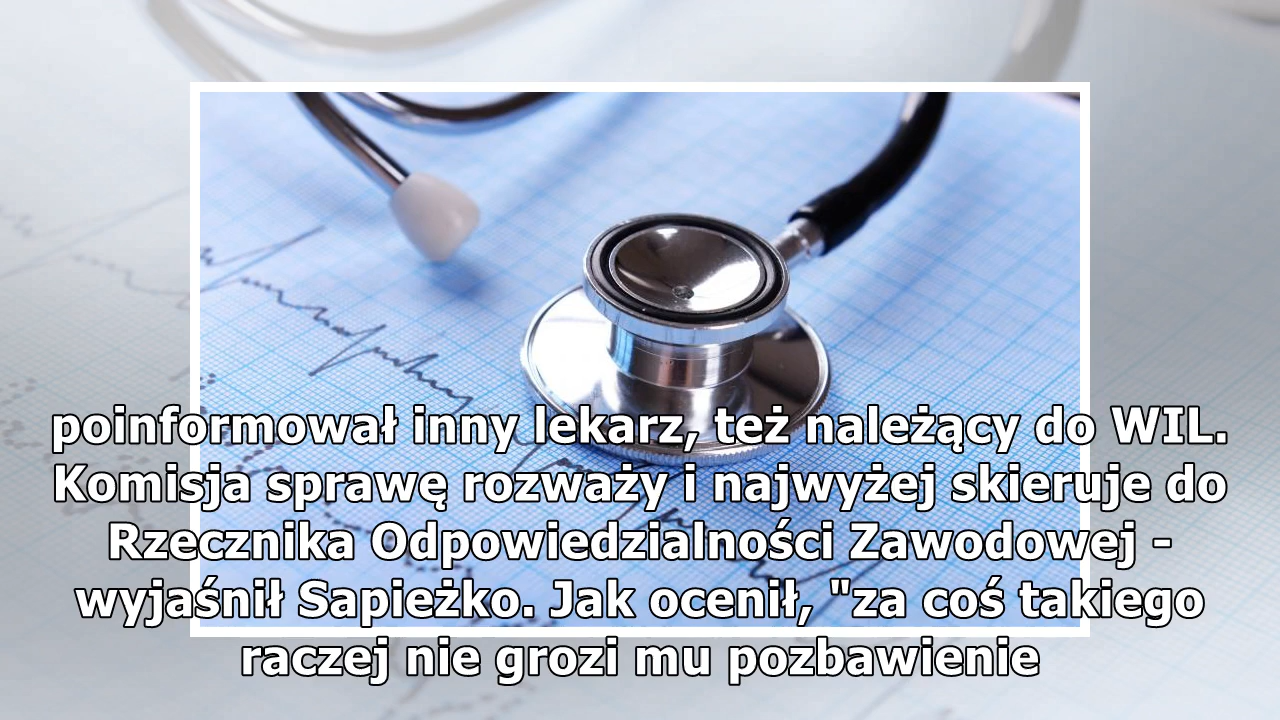 poinformował inny lekarz, też należący do WIL.
Komisja sprawę rozważy i najwyżej skieruje do
Rzecznika Odpowiedzialności Zawodowej -
wyjaśnił Sapieżko. Jak ocenił, "za coś takiego
raczej nie grozi mu pozbawienie